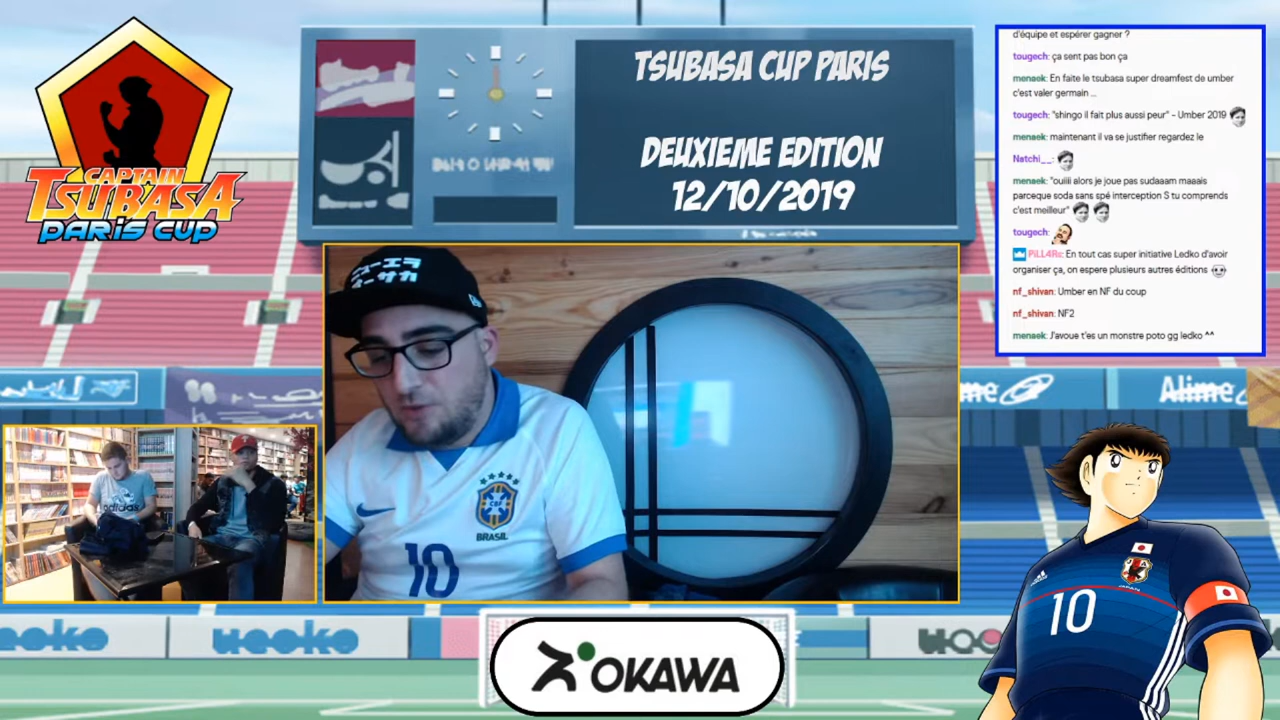 CAPTAIN
TSUBASA
PARIS CUP
TSUBASA CUP PARIS
DEUXIEME EDITION
12/10/2019
d'équipe et espérer gagner ?
tougech: ça sent pas bon ça
menaek: En faite le tsubasa super dreamfest de umber
c'est valer germain ...
tougech: "shingo il fait plus aussi peur" - Umber 2019
menaek: maintenant il va se justifier regardez le
Natchi__:
menaek: "ouiiii alors je joue pas sudaaam maaais
parceque soda sans spé interception S tu comprends
c'est meilleur"
tougech:
PiLL4Rs: En tout cas super initiative Ledko d'avoir
organiser ça, on espere plusieurs autres éditions
nf_shivan: Umber en NF du coup
nf_shivan: NF2
menaek: J'avoue t'es un monstre poto gg ledko ^^
ニューエラ
BRASIL
10
adidas
10
OKAWA